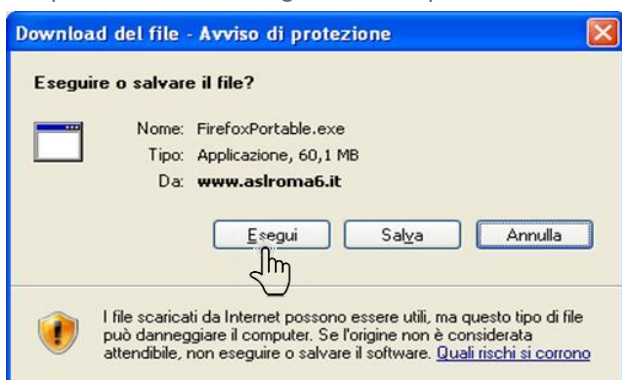 Download del file - Avviso di protezione
Eseguire o salvare il file?
Nome: FirefoxPortable.exe
Tipo: Applicazione, 60,1 MB
Da: www.aslroma6.it
Esegui Salva Annulla
I file scaricati da Internet possono essere utili, ma questo tipo di file
può danneggiare il computer. Se l'origine non è considerata
attendibile, non eseguire o salvare il software. Quali rischi si corrono